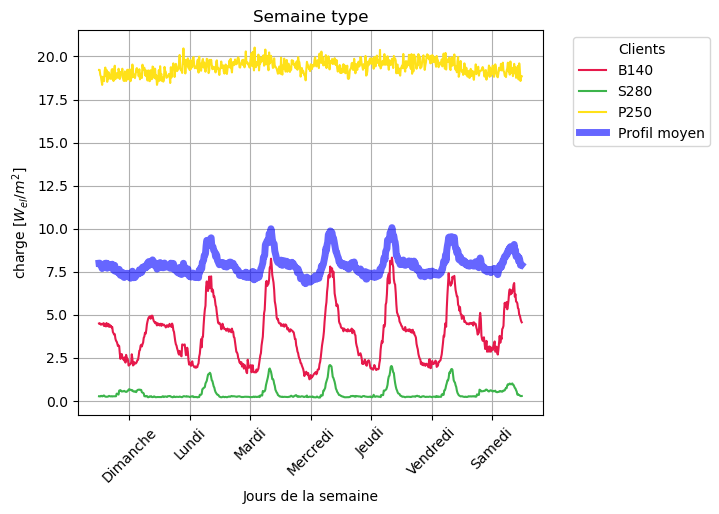 Semaine type
Clients
B140
S280
P250
Profil moyen
charge [$W_{el}/m^2$]
20.0
17.5
15.0
12.5
10.0
7.5
5.0
2.5
0.0
Dimanche
Lundi
Mardi
Mercredi
Jeudi
Vendredi
Samedi
Jours de la semaine